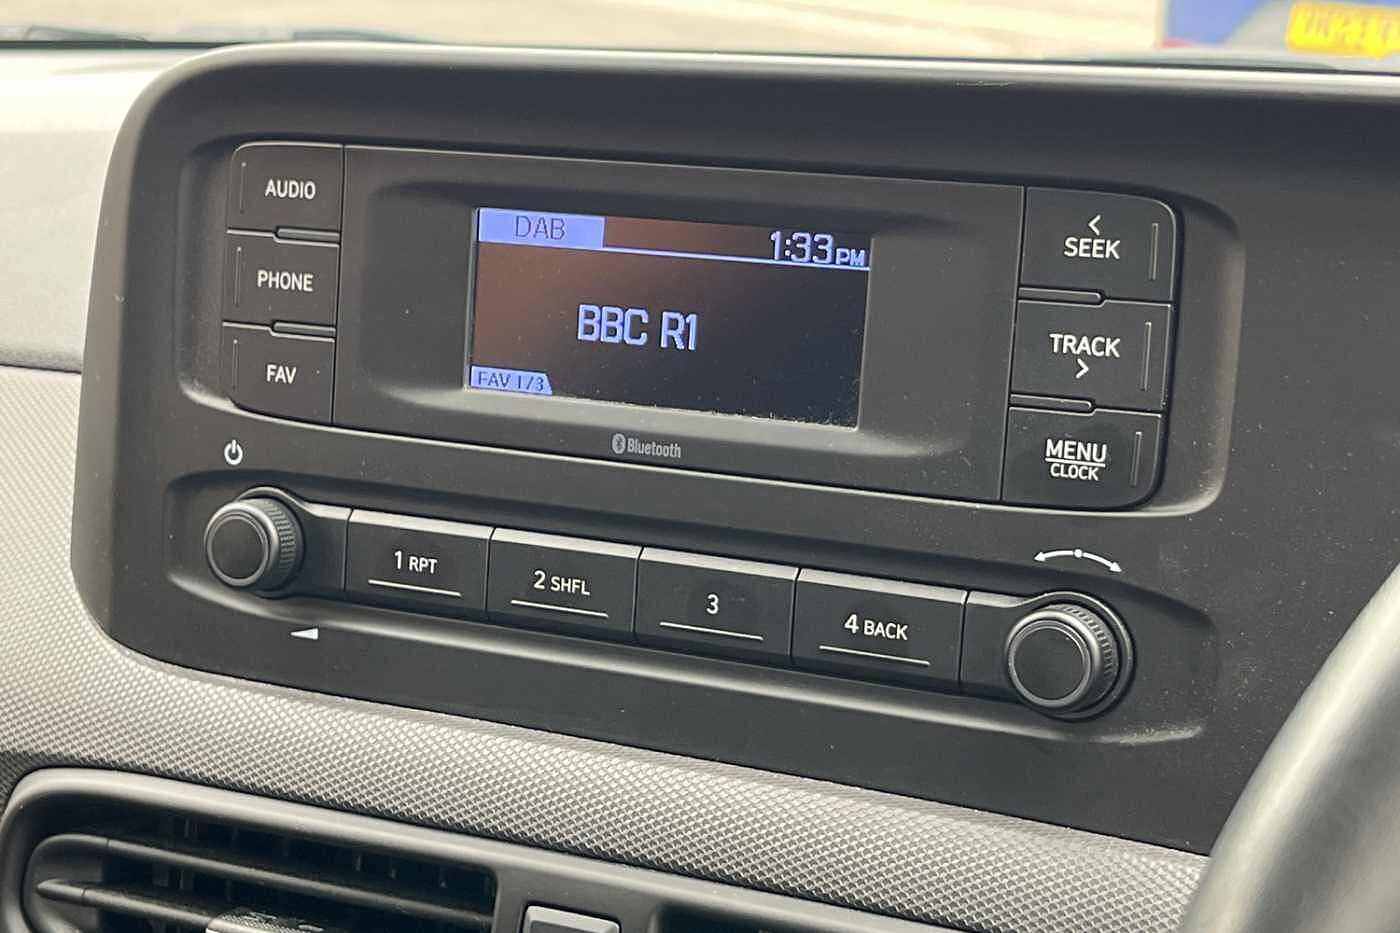 AUDIO
PHONE
FAV
DAB
1:33PM
BBC R1
FAV 1/3
Bluetooth
<
SEEK
TRACK
>
MENU
CLOCK
1 RPT
2 SHFL
3
4 BACK